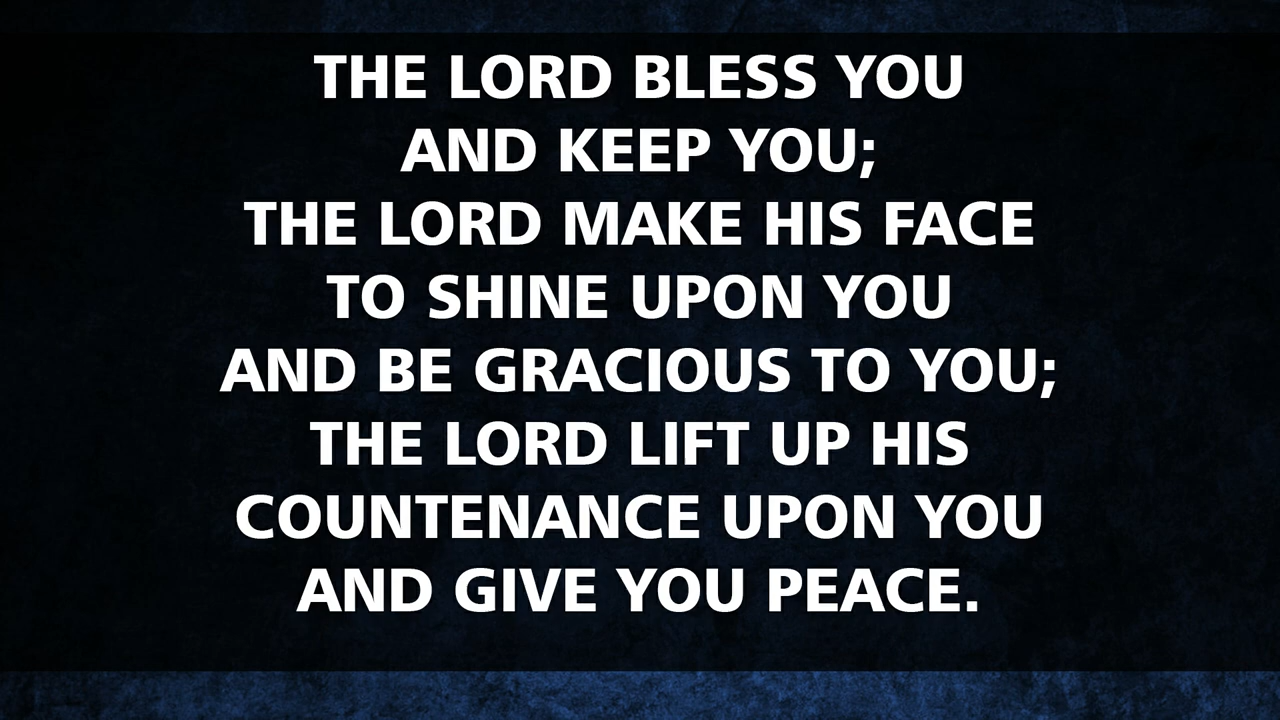 THE LORD BLESS YOU
AND KEEP YOU;
THE LORD MAKE HIS FACE
TO SHINE UPON YOU
AND BE GRACIOUS TO YOU;
THE LORD LIFT UP HIS
COUNTENANCE UPON YOU
AND GIVE YOU PEACE.